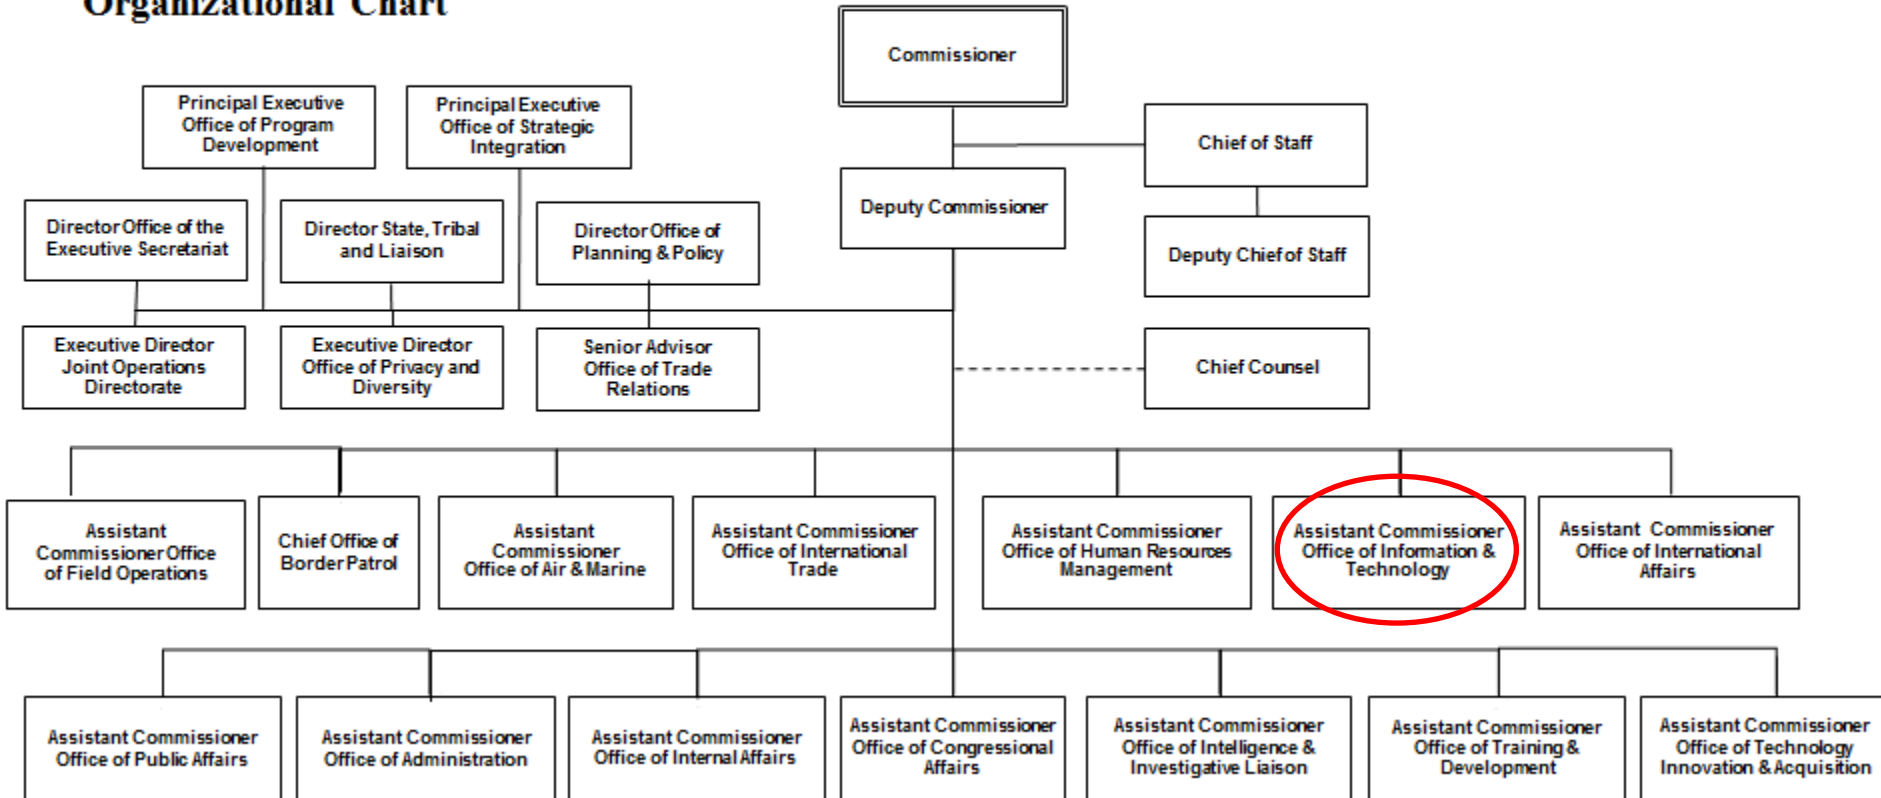 Organizational Chart
Commissioner
Principal Executive
Office of Program
Development
Principal Executive
Office of Strategic
Integration
Chief of Staff
Deputy Commissioner
Director Office of the
Executive Secretariat
Director State, Tribal
and Liaison
Director Office of
Planning & Policy
Deputy Chief of Staff
Executive Director
Joint Operations
Directorate
Executive Director
Office of Privacy and
Diversity
Senior Advisor
Office of Trade
Relations
Chief Counsel
Assistant
Commissioner Office
of Field Operations
Chief Office of
Border Patrol
Assistant
Commissioner
Office of Air & Marine
Assistant Commissioner
Office of International
Trade
Assistant Commissioner
Office of Human Resources
Management
Assistant Commissioner
Office of Information &
Technology
Assistant Commissioner
Office of International
Affairs
Assistant Commissioner
Office of Public Affairs
Assistant Commissioner
Office of Administration
Assistant Commissioner
Office of Internal Affairs
Assistant Commissioner
Office of Congressional
Affairs
Assistant Commissioner
Office of Intelligence &
Investigative Liaison
Assistant Commissioner
Office of Training &
Development
Assistant Commissioner
Office of Technology
Innovation & Acquisition